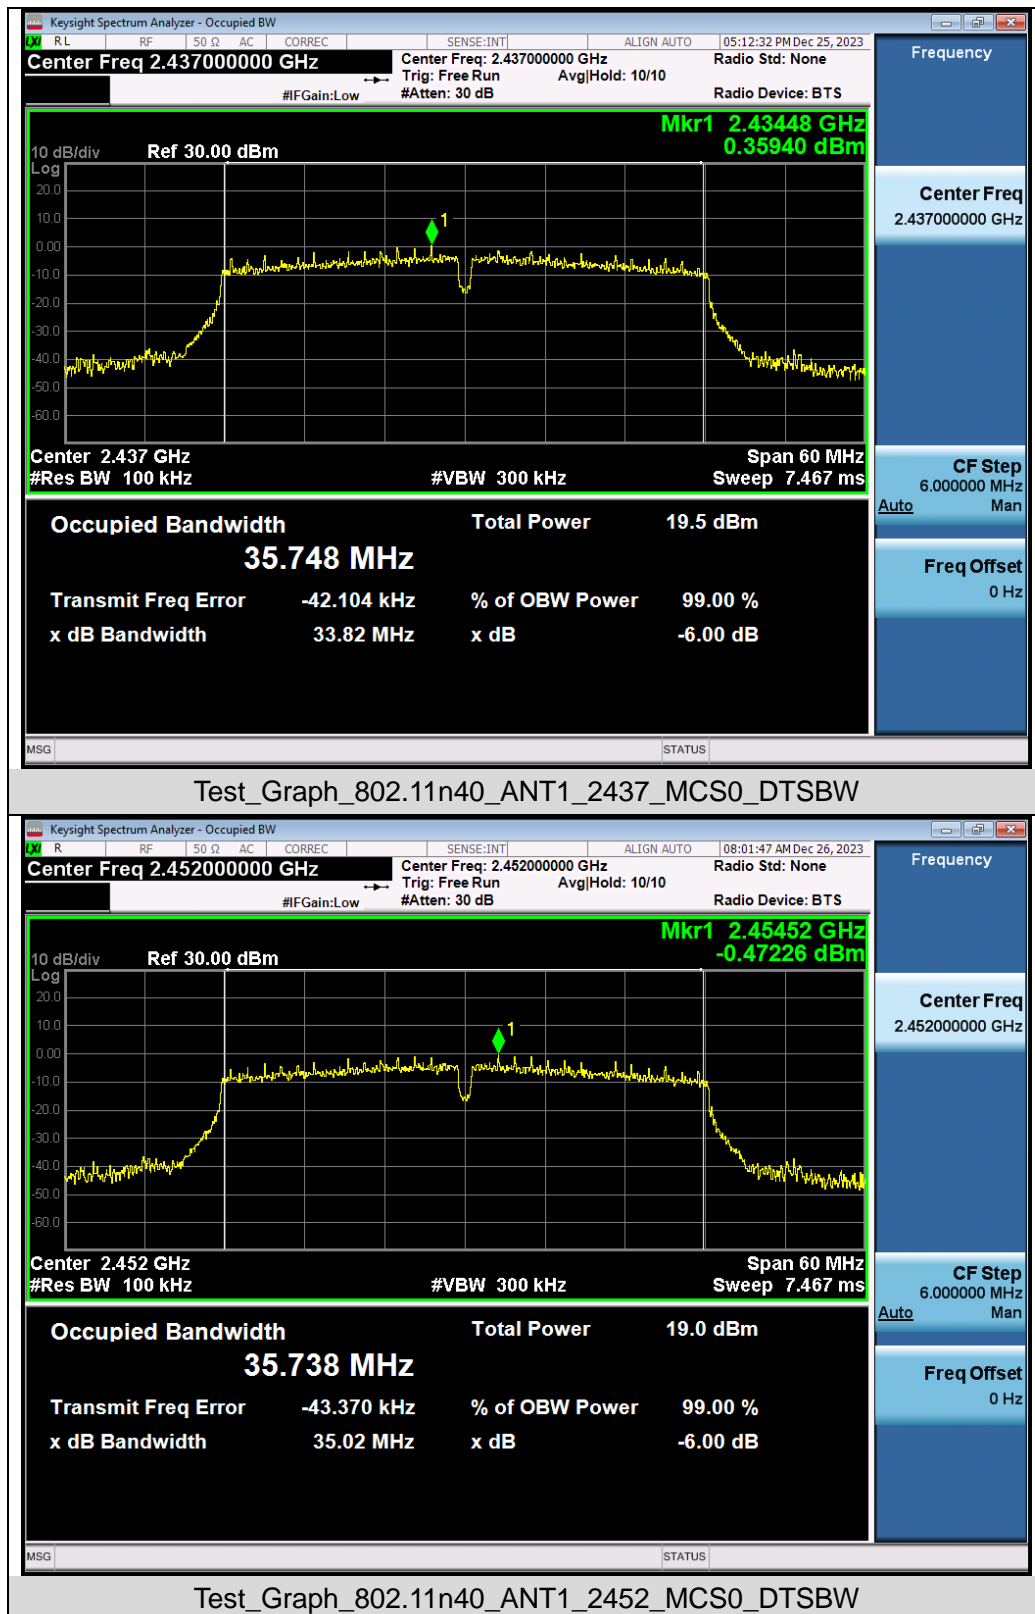 Keysight Spectrum Analyzer - Occupied BW
LXI RL RF 50 Ω AC CORREC SENSE:INT ALIGN AUTO 05:12:32 PM Dec 25, 2023
Center Freq 2.437000000 GHz
Center Freq: 2.437000000 GHz
Radio Std: None
Trig: Free Run Avg|Hold: 10/10
#IFGain:Low
#Atten: 30 dB
Radio Device: BTS
Frequency
Mkr1 2.43448 GHz
0.35940 dBm
10 dB/div Ref 30.00 dBm
Log
20.0
10.0
0.00
-10.0
-20.0
-30.0
-40.0
-50.0
-60.0
1
Center Freq
2.437000000 GHz
Center 2.437 GHz Span 60 MHz
#Res BW 100 kHz #VBW 300 kHz Sweep 7.467 ms
CF Step
6.000000 MHz
Auto Man
Occupied Bandwidth Total Power 19.5 dBm
35.748 MHz
Transmit Freq Error -42.104 kHz % of OBW Power 99.00 %
x dB Bandwidth 33.82 MHz x dB -6.00 dB
Freq Offset
0 Hz
MSG STATUS
Test_Graph_802.11n40_ANT1_2437_MCS0_DTSBW
Keysight Spectrum Analyzer - Occupied BW
LXI R RF 50 Ω AC CORREC SENSE:INT ALIGN AUTO 08:01:47 AM Dec 26, 2023
Center Freq 2.452000000 GHz
Center Freq: 2.452000000 GHz
Radio Std: None
Trig: Free Run Avg|Hold: 10/10
#IFGain:Low
#Atten: 30 dB
Radio Device: BTS
Frequency
Mkr1 2.45452 GHz
-0.47226 dBm
10 dB/div Ref 30.00 dBm
Log
20.0
10.0
0.00
-10.0
-20.0
-30.0
-40.0
-50.0
-60.0
1
Center Freq
2.452000000 GHz
Center 2.452 GHz Span 60 MHz
#Res BW 100 kHz #VBW 300 kHz Sweep 7.467 ms
CF Step
6.000000 MHz
Auto Man
Occupied Bandwidth Total Power 19.0 dBm
35.738 MHz
Transmit Freq Error -43.370 kHz % of OBW Power 99.00 %
x dB Bandwidth 35.02 MHz x dB -6.00 dB
Freq Offset
0 Hz
MSG STATUS
Test_Graph_802.11n40_ANT1_2452_MCS0_DTSBW